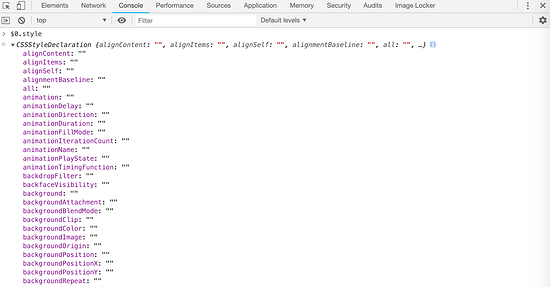 Elements Network Console Performance Sources Application Memory Security Audits Image Locker
top Filter Default levels
$0.style
CSSStyleDeclaration {alignContent: "", alignItems: "", alignSelf: "", alignmentBaseline: "", all: "", …}
alignContent: ""
alignItems: ""
alignSelf: ""
alignmentBaseline: ""
all: ""
animation: ""
animationDelay: ""
animationDirection: ""
animationDuration: ""
animationFillMode: ""
animationIterationCount: ""
animationName: ""
animationPlayState: ""
animationTimingFunction: ""
backdropFilter: ""
backfaceVisibility: ""
background: ""
backgroundAttachment: ""
backgroundBlendMode: ""
backgroundClip: ""
backgroundColor: ""
backgroundImage: ""
backgroundOrigin: ""
backgroundPosition: ""
backgroundPositionX: ""
backgroundPositionY: ""
backgroundRepeat: ""